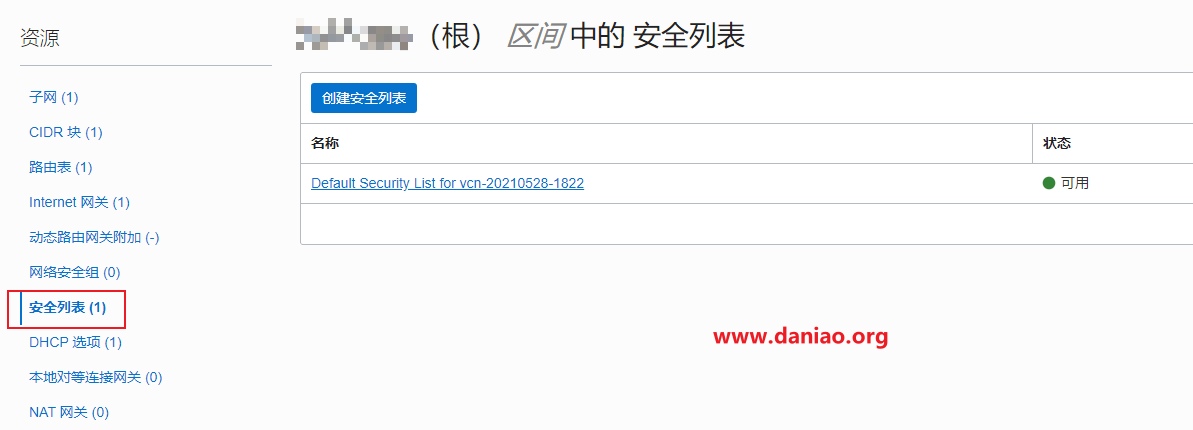 资源
子网 (1)
CIDR 块 (1)
路由表 (1)
Internet 网关 (1)
动态路由网关附加 (-)
网络安全组 (0)
安全列表 (1)
DHCP 选项 (1)
本地对等连接网关 (0)
NAT 网关 (0)
（根） 区间 中的 安全列表
创建安全列表
名称 状态
Default Security List for vcn-20210528-1822 可用
www.daniao.org